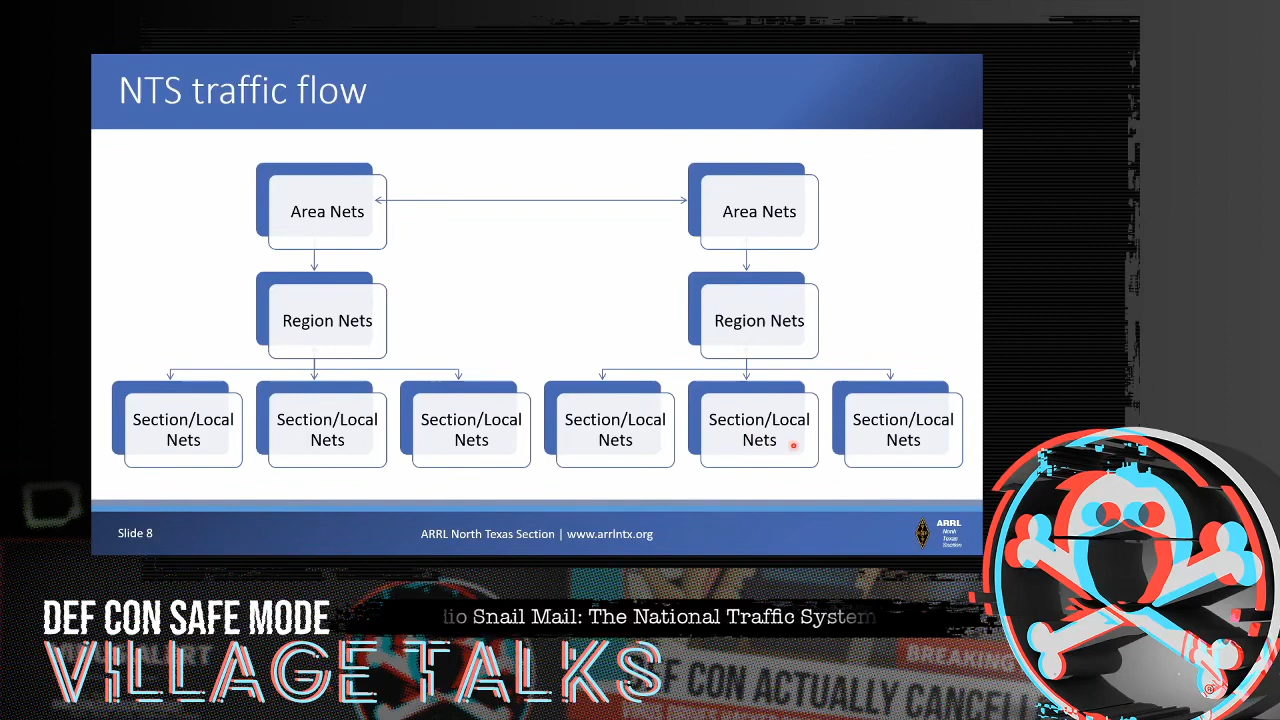 NTS traffic flow
Area Nets
Area Nets
Region Nets
Region Nets
Section/Local
Nets
Section/Local
Nets
Section/Local
Nets
Section/Local
Nets
Section/Local
Nets
Section/Local
Nets
Slide 8
ARRL North Texas Section | www.arrlntx.org
ARRL
North
Texas
Section
DEF CON SAFE MODE
Snail Mail: The National Traffic System
VILLAGE TALKS
BREAKING
DEF CON ACTUALLY